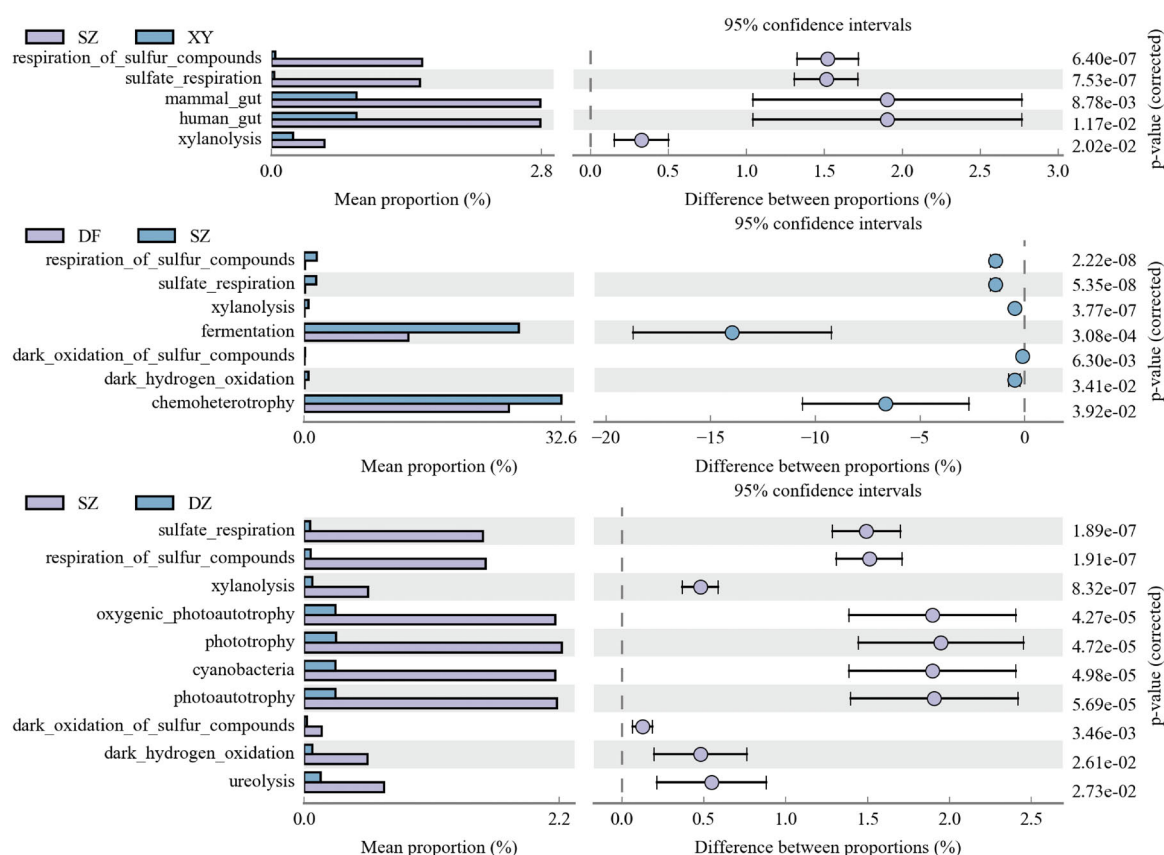 95% confidence intervals
SZ XY
respiration_of_sulfur_compounds 6.40e-07
sulfate_respiration 7.53e-07
mammal_gut 8.78e-03
human_gut 1.17e-02
xylanolysis 2.02e-02
p-value (corrected)
0.0 2.8 0.0 0.5 1.0 1.5 2.0 2.5 3.0
Mean proportion (%) Difference between proportions (%)
95% confidence intervals
DF SZ
respiration_of_sulfur_compounds 2.22e-08
sulfate_respiration 5.35e-08
xylanolysis 3.77e-07
fermentation 3.08e-04
dark_oxidation_of_sulfur_compounds 6.30e-03
dark_hydrogen_oxidation 3.41e-02
chemoheterotrophy 3.92e-02
p-value (corrected)
0.0 32.6 −20 −15 −10 −5 0
Mean proportion (%) Difference between proportions (%)
95% confidence intervals
SZ DZ
sulfate_respiration 1.89e-07
respiration_of_sulfur_compounds 1.91e-07
xylanolysis 8.32e-07
oxygenic_photoautotrophy 4.27e-05
phototrophy 4.72e-05
cyanobacteria 4.98e-05
photoautotrophy 5.69e-05
dark_oxidation_of_sulfur_compounds 3.46e-03
dark_hydrogen_oxidation 2.61e-02
ureolysis 2.73e-02
p-value (corrected)
0.0 2.2 0.0 0.5 1.0 1.5 2.0 2.5
Mean proportion (%) Difference between proportions (%)